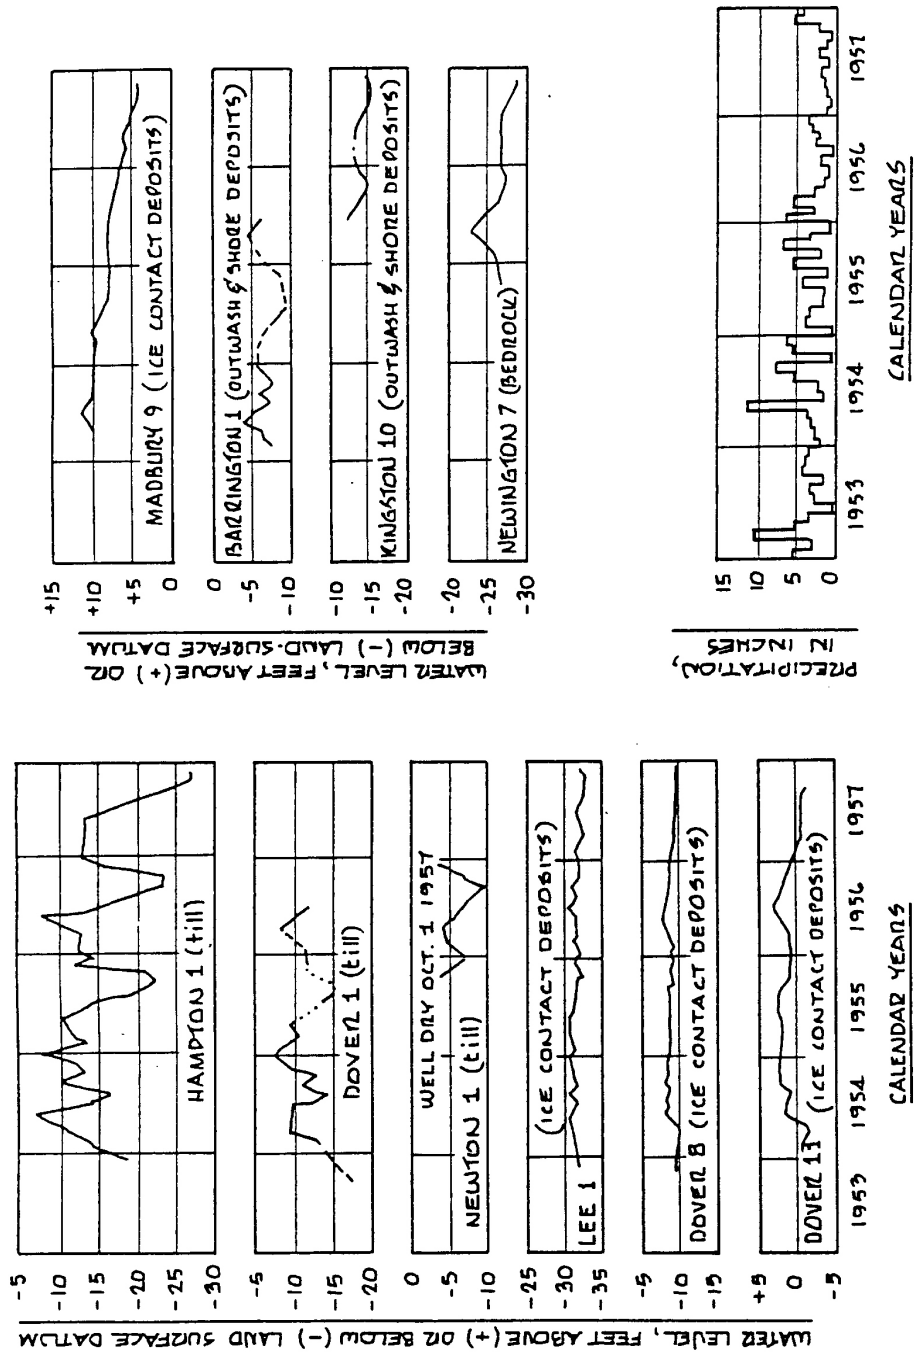 -5
-10
-15
-20
-25
-30
HAMPTON 1 (till)
-5
-10
-15
-20
DOVER 1 (till)
0
-5
-10
WELL DRY OCT. 1 1957
NEWTON 1 (till)
-25
-30
-35
(ICE CONTACT DEPOSITS)
LEE 1
-5
-10
-15
DOVER 8 (ICE CONTACT DEPOSITS)
+5
0
-5
DOVER 11 (ICE CONTACT DEPOSITS)
1953 1954 1955 1956 1957
CALENDAR YEARS
WATER LEVEL, FEET ABOVE (+) OR BELOW (-) LAND SURFACE DATUM
+15
+10
+5
0
MADBURY 9 (ICE CONTACT DEPOSITS)
0
-5
-10
BARRINGTON 1 (OUTWASH & SHORE DEPOSITS)
-10
-15
-20
KINGSTON 10 (OUTWASH & SHORE DEPOSITS)
-20
-25
-30
NEWINGTON 7 (BEDROCK)
WATER LEVEL, FEET ABOVE (+) OR
BELOW (-) LAND-SURFACE DATUM
15
10
5
0
PRECIPITATION,
IN INCHES
1953 1954 1955 1956 1957
CALENDAR YEARS